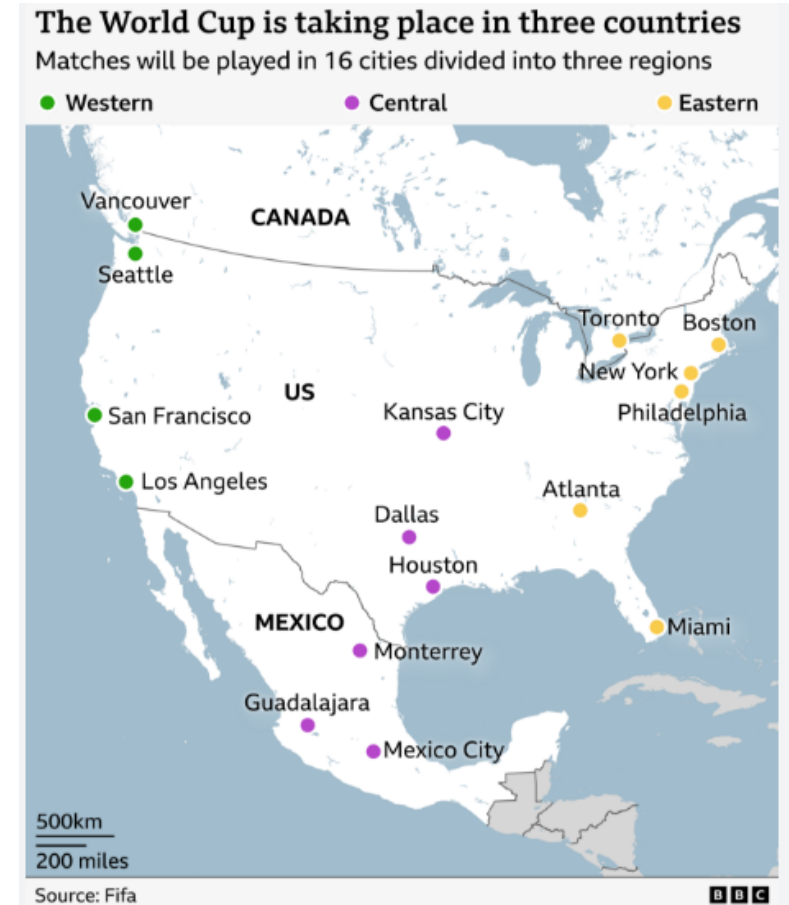 The World Cup is taking place in three countries
Matches will be played in 16 cities divided into three regions
Western
Central
Eastern
Vancouver
CANADA
Seattle
Toronto
Boston
New York
US
Kansas City
Philadelphia
San Francisco
Los Angeles
Atlanta
Dallas
Houston
MEXICO
Miami
Monterrey
Guadalajara
Mexico City
500km
200 miles
Source: Fifa
BBC